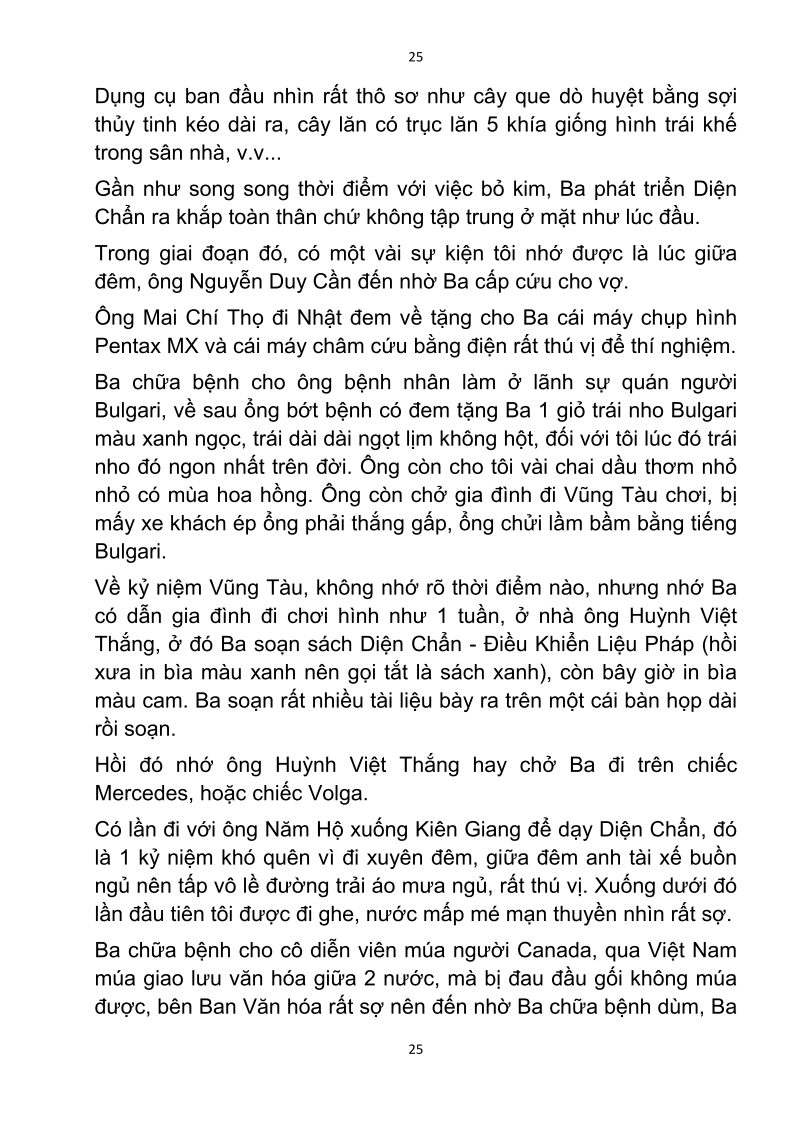 25
Dụng cụ ban đầu nhìn rất thô sơ như cây que dò huyệt bằng sợi
thủy tinh kéo dài ra, cây lăn có trục lăn 5 khía giống hình trái khế
trong sân nhà, v.v...
Gần như song song thời điểm với việc bỏ kim, Ba phát triển Diện
Chẩn ra khắp toàn thân chứ không tập trung ở mặt như lúc đầu.
Trong giai đoạn đó, có một vài sự kiện tôi nhớ được là lúc giữa
đêm, ông Nguyễn Duy Cần đến nhờ Ba cấp cứu cho vợ.
Ông Mai Chí Thọ đi Nhật đem về tặng cho Ba cái máy chụp hình
Pentax MX và cái máy châm cứu bằng điện rất thú vị để thí nghiệm.
Ba chữa bệnh cho ông bệnh nhân làm ở lãnh sự quán người
Bulgari, về sau ổng bớt bệnh có đem tặng Ba 1 giỏ trái nho Bulgari
màu xanh ngọc, trái dài dài ngọt lịm không hột, đối với tôi lúc đó trái
nho đó ngon nhất trên đời. Ông còn cho tôi vài chai dầu thơm nhỏ
nhỏ có mùa hoa hồng. Ông còn chở gia đình đi Vũng Tàu chơi, bị
mấy xe khách ép ổng phải thắng gấp, ổng chửi lầm bầm bằng tiếng
Bulgari.
Về kỷ niệm Vũng Tàu, không nhớ rõ thời điểm nào, nhưng nhớ Ba
có dẫn gia đình đi chơi hình như 1 tuần, ở nhà ông Huỳnh Việt
Thắng, ở đó Ba soạn sách Diện Chẩn - Điều Khiển Liệu Pháp (hồi
xưa in bìa màu xanh nên gọi tắt là sách xanh), còn bây giờ in bìa
màu cam. Ba soạn rất nhiều tài liệu bày ra trên một cái bàn họp dài
rồi soạn.
Hồi đó nhớ ông Huỳnh Việt Thắng hay chở Ba đi trên chiếc
Mercedes, hoặc chiếc Volga.
Có lần đi với ông Năm Hộ xuống Kiên Giang để dạy Diện Chẩn, đó
là 1 kỷ niệm khó quên vì đi xuyên đêm, giữa đêm anh tài xế buồn
ngủ nên tấp vô lề đường trải áo mưa ngủ, rất thú vị. Xuống dưới đó
lần đầu tiên tôi được đi ghe, nước mấp mé mạn thuyền nhìn rất sợ.
Ba chữa bệnh cho cô diễn viên múa người Canada, qua Việt Nam
múa giao lưu văn hóa giữa 2 nước, mà bị đau đầu gối không múa
được, bên Ban Văn hóa rất sợ nên đến nhờ Ba chữa bệnh dùm, Ba
25